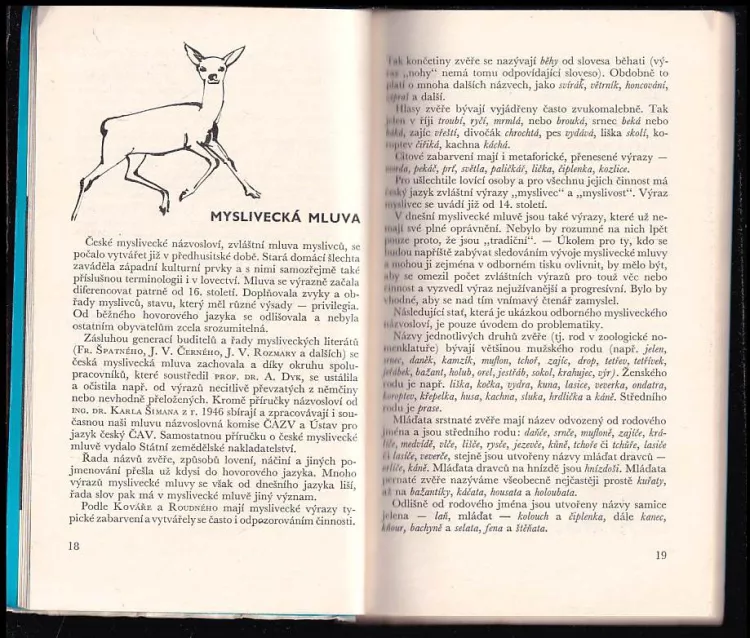 MYSLIVECKÁ MLUVA
České myslivecké názvosloví, zvláštní mluva myslivců, se
počalo vytvářet již v předhusitské době. Stará domácí šlechta
zaváděla západní kulturní prvky a s nimi samozřejmě také
příslušnou terminologii i v lovectví. Mluva se výrazně začala
diferencovat patrně od 16. století. Doplňovala zvyky a ob-
řady myslivců, stavu, který měl různé výsady — privilegia.
Od běžného hovorového jazyka se odlišovala a nebyla
ostatním obyvatelům zcela srozumitelná.
Zásluhou generací buditelů a řady mysliveckých literátů
(Fr. Špatného, J. V. Černého, J. V. Rozmary a dalších) se
česká myslivecká mluva zachovala a díky okruhu spolu-
pracovníků, které soustředil prof. dr. A. Dyk, se ustálila
a očistila např. od výrazů necitlivě převzatých z němčiny
nebo nevhodně přeložených. Kromě příručky názvosloví od
ing. dr. Karla Šimana z r. 1946 sbírají a zpracovávají i sou-
časnou naši mluvu názvoslovná komise ČAZV a Ústav pro
jazyk český ČAV. Samostatnou příručku o české myslivecké
mluvě vydalo Státní zemědělské nakladatelství.
Řada názvů zvěře, způsobů lovení, náčiní a jiných po-
jmenování přešla už kdysi do hovorového jazyka. Mnoho
výrazů myslivecké mluvy se však od dnešního jazyka liší,
řada slov pak má v myslivecké mluvě jiný význam.
Podle Kováře a Roudného mají myslivecké výrazy ty-
pické zabarvení a vytvářely se často i odpozorováním činnosti.
18
Tak končetiny zvěře se nazývají běhy od slovesa běhati (vý-
raz „nohy“ nemá tomu odpovídající sloveso). Obdobně to
platí o mnoha dalších názvech, jako svírák, větrník, honcování,
a další.
Hlasy zvěře bývají vyjádřeny často zvukomalebně. Tak
jelen v říji troubí, ryčí, mrmlá, nebo brouká, srnec beká nebo
báká, zajíc vřeští, divočák chrochtá, pes vydává, liška skolí, ko-
roptev čiřiká, kachna káchá.
Citové zabarvení mají i metaforické, přenesené výrazy —
pekáč, prť, světla, paličkář, lička, čiplenka, kozlice.
Pro ušlechtile lovící osoby a pro všechnu jejich činnost má
český jazyk zvláštní výrazy „myslivec“ a „myslivost“. Výraz
myslivec se uvádí již od 14. století.
V dnešní myslivecké mluvě jsou také výrazy, které už ne-
mají své plné oprávnění. Nebylo by rozumné na nich lpět
pouze proto, že jsou „tradiční“. — Úkolem pro ty, kdo se
budou napříště zabývat sledováním vývoje myslivecké mluvy
a mohou jí zejména v odborném tisku ovlivnit, by mělo být,
aby se omezil počet zvláštních výrazů pro touž věc nebo
činnost a vyzvedl výraz nejužívanější a progresívní. Bylo by
vhodné, aby se nad tím vnímavý čtenář zamyslel.
Následující stať, která je ukázkou odborného mysliveckého
názvosloví, je pouze úvodem do problematiky.
Názvy jednotlivých druhů zvěře (tj. rod v zoologické no-
menklatuře) bývají většinou mužského rodu (např. jelen,
srnec, daněk, kamzík, muflon, tchoř, zajíc, drop, tetřev, tetřívek,
jeřábek, bažant, holub, orel, jestřáb, sokol, krahujec, výr). Ženského
rodu je např. liška, kočka, vydra, kuna, lasice, veverka, ondatra,
koroptev, křepelka, husa, kachna, sluka, hrdlička a káně. Středního
rodu je prase.
Mláďata srstnaté zvěře mají název odvozený od rodového
jména a jsou středního rodu: daňče, srnče, muflone, zajíče, krá-
líče, medvídě, vlče, lišče, rysče, jezevče, kůně, tchoře či tchůře, lasiče
či lasíče, veverče, stejně jsou utvořeny názvy mláďat dravců —
orlíče, káně. Mláďata dravců na hnízdě jsou hnízdoši. Mláďata
pernaté zvěře nazýváme všeobecně nejčastěji prostě kuřaty,
až na bažantíky, káčata, housata a holoubata.
Odlišně od rodového jména jsou utvořeny názvy samice
jelena — laň, mláďat — kolouch a čiplenka, dále kanec,
kňour, bachyně a selata, fena a štěňata.
19